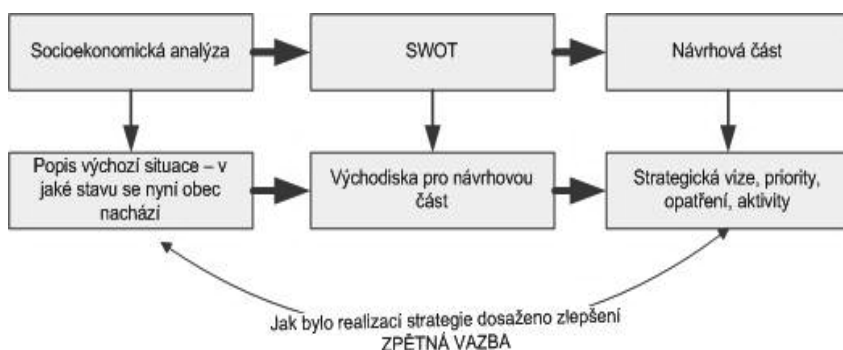 Socioekonomická analýza
SWOT
Návrhová část
Popis výchozí situace – v
jaké stavu se nyní obec
nachází
Východiska pro návrhovou
část
Strategická vize, priority,
opatření, aktivity
Jak bylo realizací strategie dosaženo zlepšení
ZPĚTNÁ VAZBA